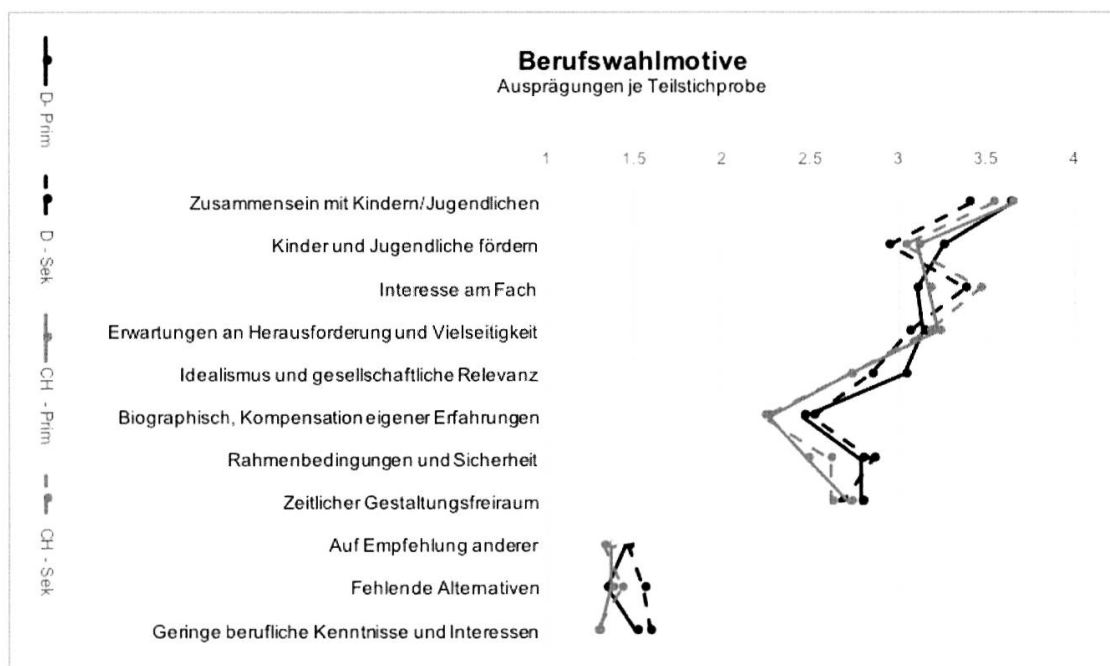 Berufswahlmotive
Ausprägungen je Teilstichprobe
1 1.5 2 2.5 3 3.5 4
Zusammensein mit Kindern/Jugendlichen
Kinder und Jugendliche fördern
Interesse am Fach
Erwartungen an Herausforderung und Vielseitigkeit
Idealismus und gesellschaftliche Relevanz
Biographisch, Kompensation eigener Erfahrungen
Rahmenbedingungen und Sicherheit
Zeitlicher Gestaltungsfreiraum
Auf Empfehlung anderer
Fehlende Alternativen
Geringe berufliche Kenntnisse und Interessen
D- Prim
D - Sek
CH - Prim
CH - Sek